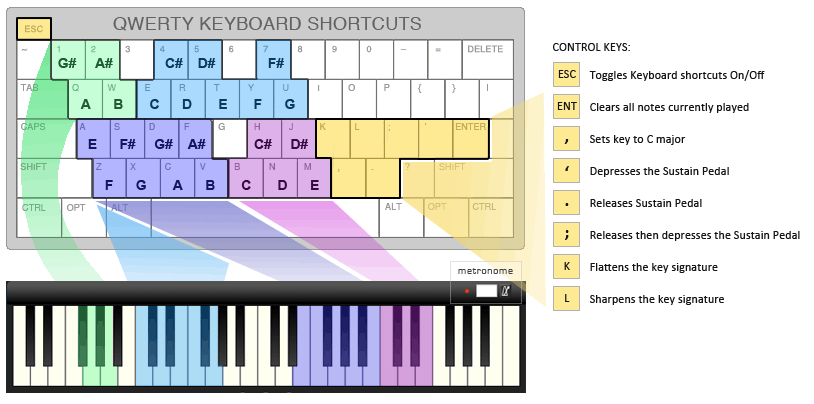 QWERTY KEYBOARD SHORTCUTS
ESC
~ 1 2 3 4 5 6 7 8 9 0 – = DELETE
G# A# C# D# F#
TAB Q W E R T Y U I O P { } |
A B C D E F G
CAPS A S D F G H J K L ; ' ENTER
E F# G# A# C# D#
SHIFT Z X C V B N M , . ? SHIFT
F G A B C D E
CTRL OPT ALT ALT OPT CTRL
metronome
CONTROL KEYS:
ESC Toggles Keyboard shortcuts On/Off
ENT Clears all notes currently played
, Sets key to C major
‘ Depresses the Sustain Pedal
. Releases Sustain Pedal
; Releases then depresses the Sustain Pedal
K Flattens the key signature
L Sharpens the key signature